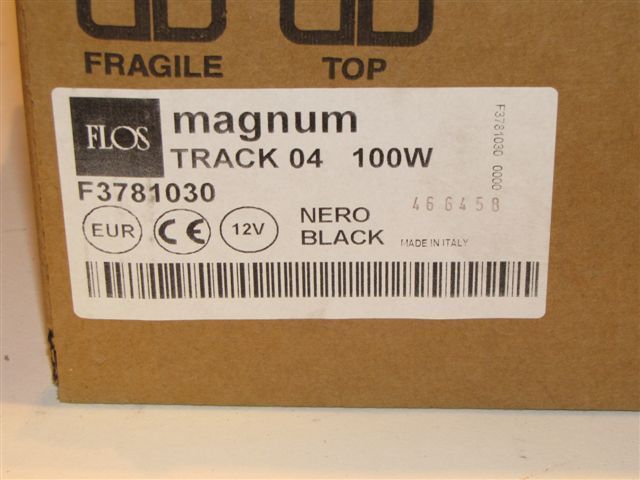 FRAGILE TOP
FLOS
magnum
TRACK 04 100W
F3781030
EUR CE 12V
NERO
BLACK
466458
MADE IN ITALY
F3781030 0000